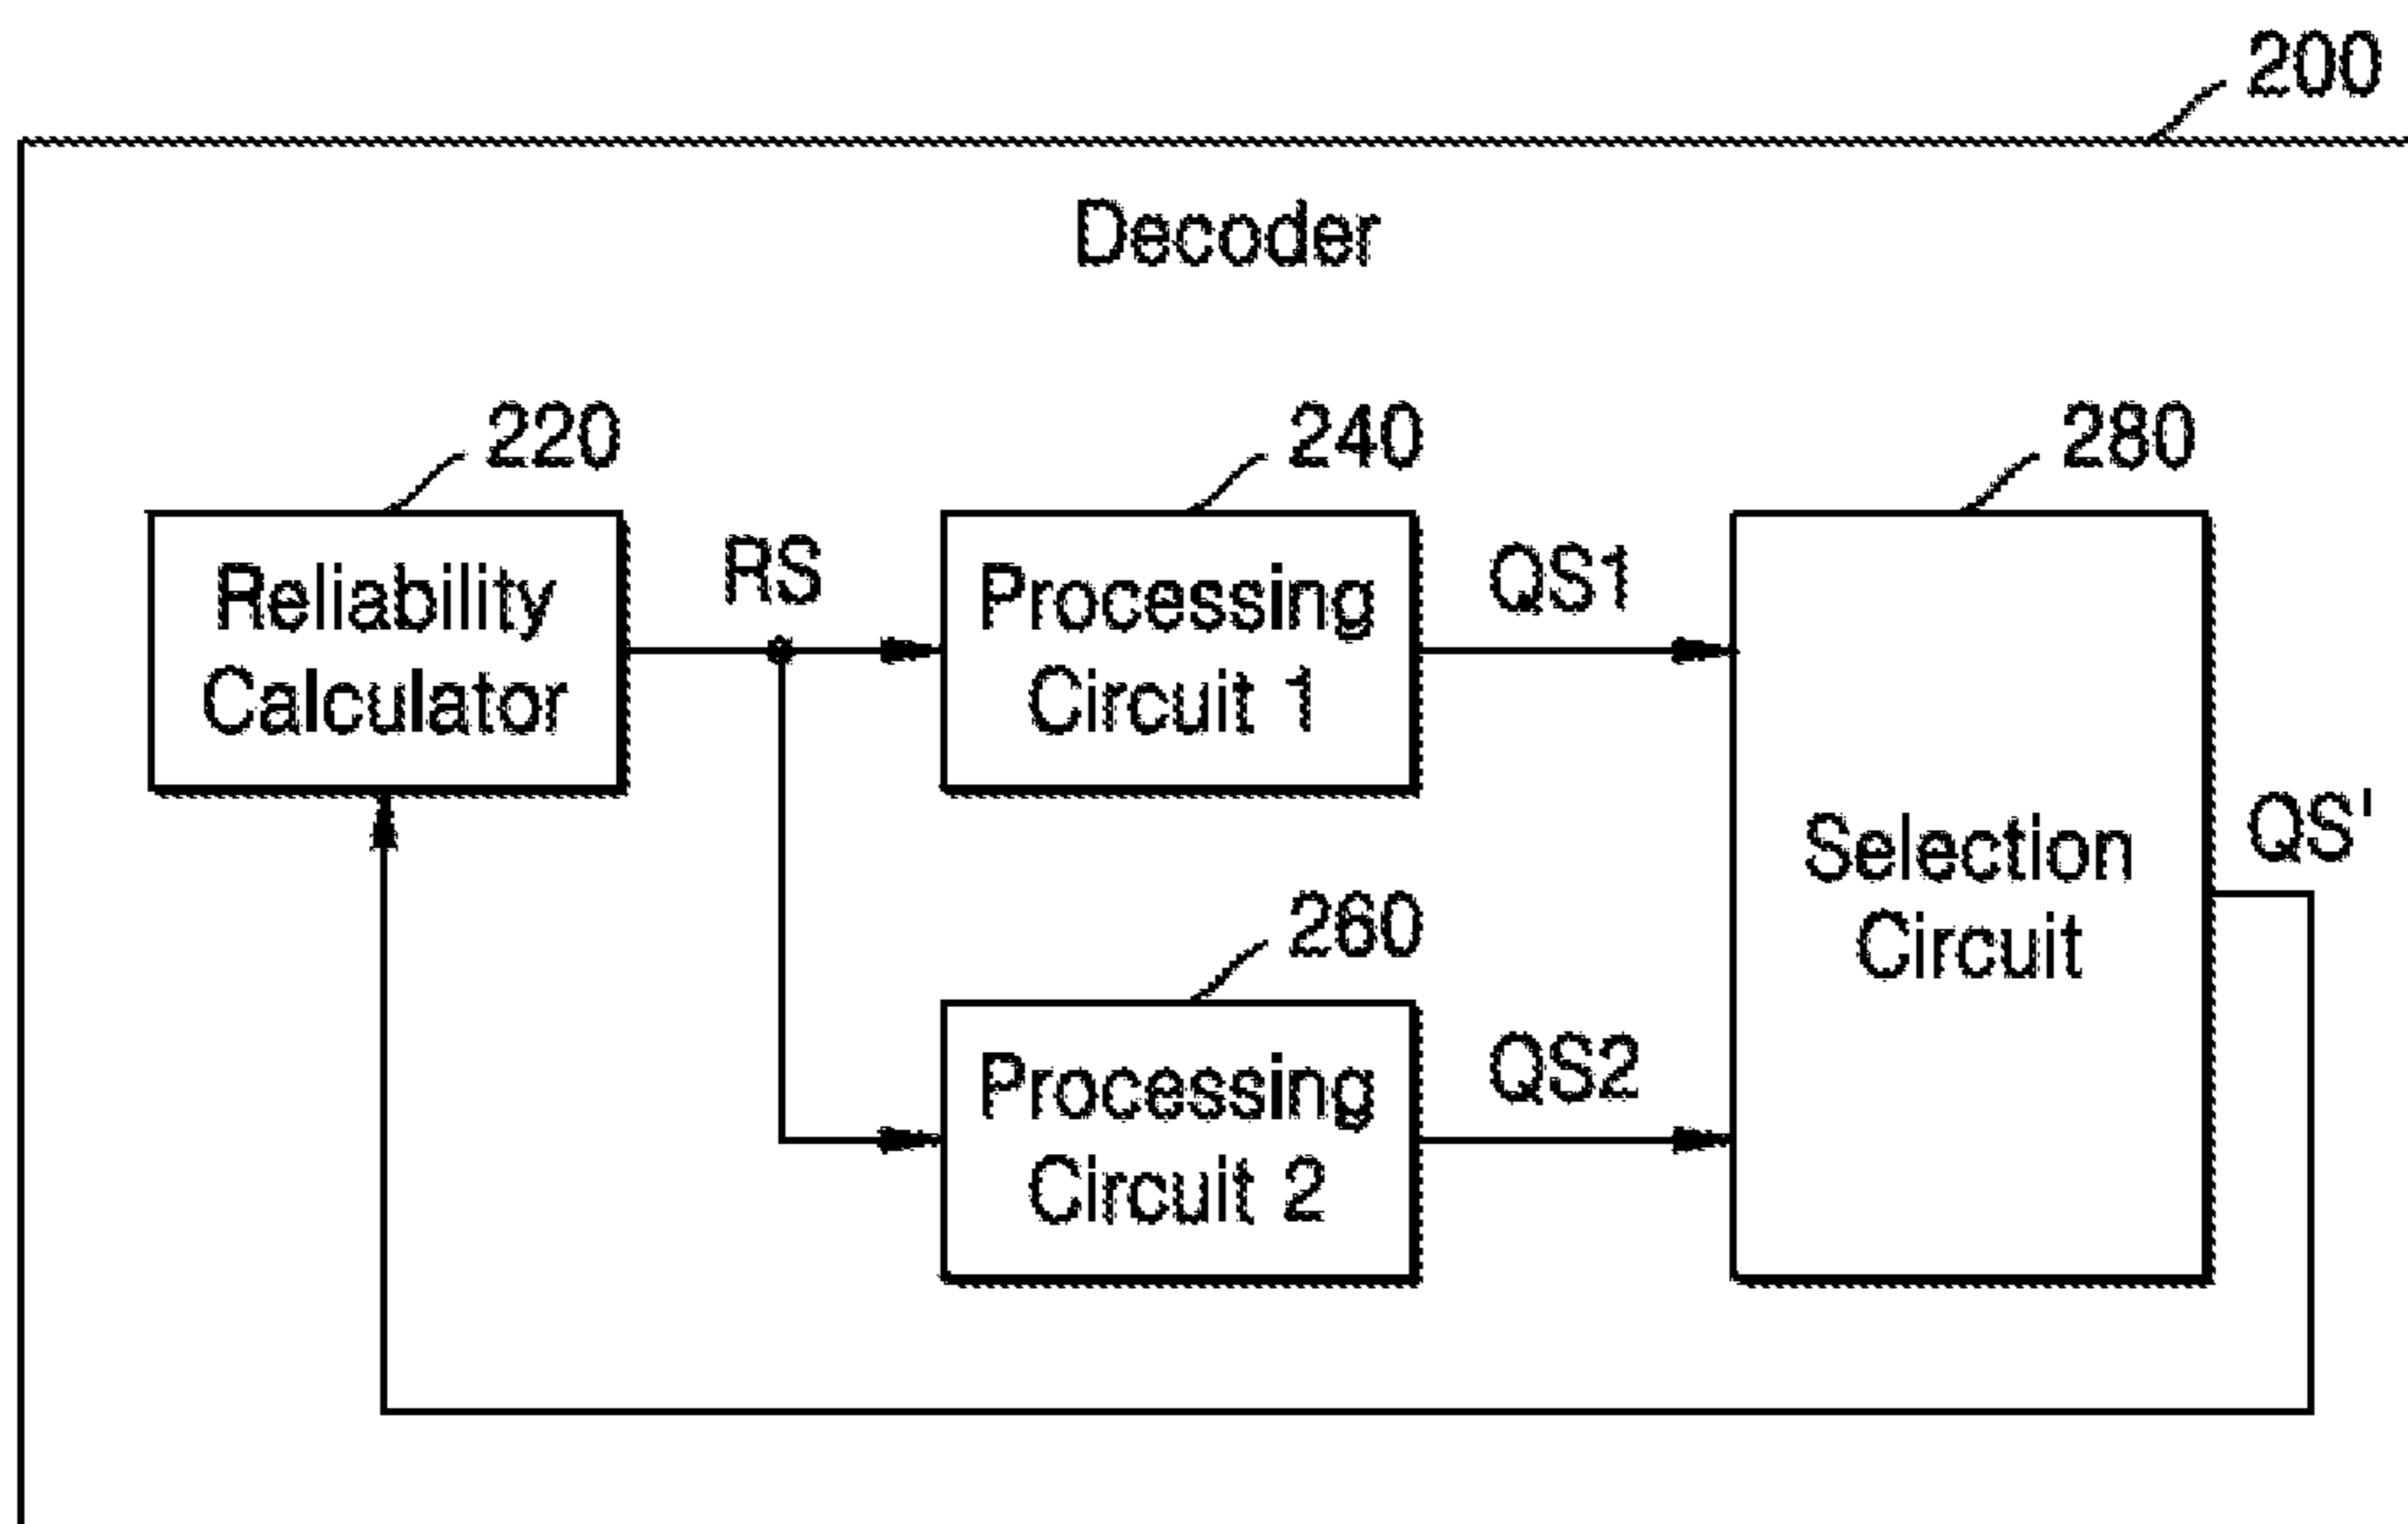 200
Decoder
220
240
280
Reliability
Calculator
RS
Processing
Circuit 1
QS1
Selection
Circuit
QS'
260
Processing
Circuit 2
QS2